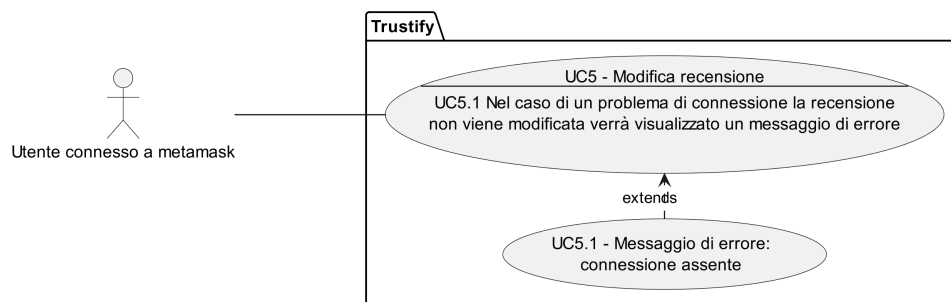 Trustify
UC5 - Modifica recensione
UC5.1 Nel caso di un problema di connessione la recensione
non viene modificata verrà visualizzato un messaggio di errore
Utente connesso a metamask
extends
UC5.1 - Messaggio di errore:
connessione assente